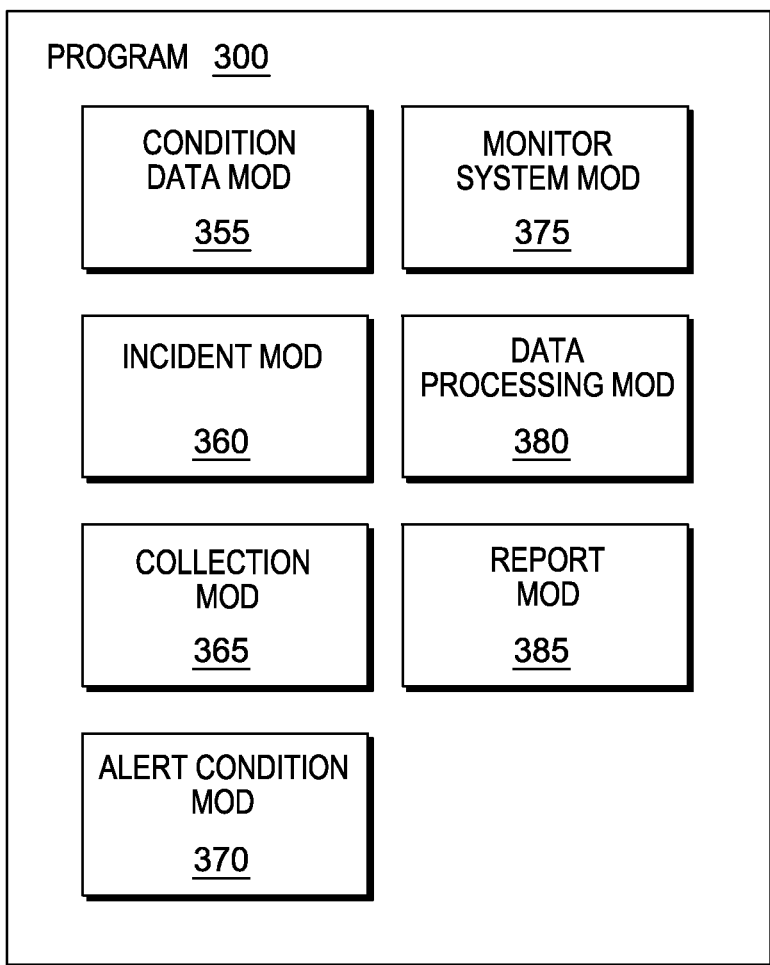 PROGRAM 300
CONDITION
DATA MOD
355
MONITOR
SYSTEM MOD
375
INCIDENT MOD
360
DATA
PROCESSING MOD
380
COLLECTION
MOD
365
REPORT
MOD
385
ALERT CONDITION
MOD
370